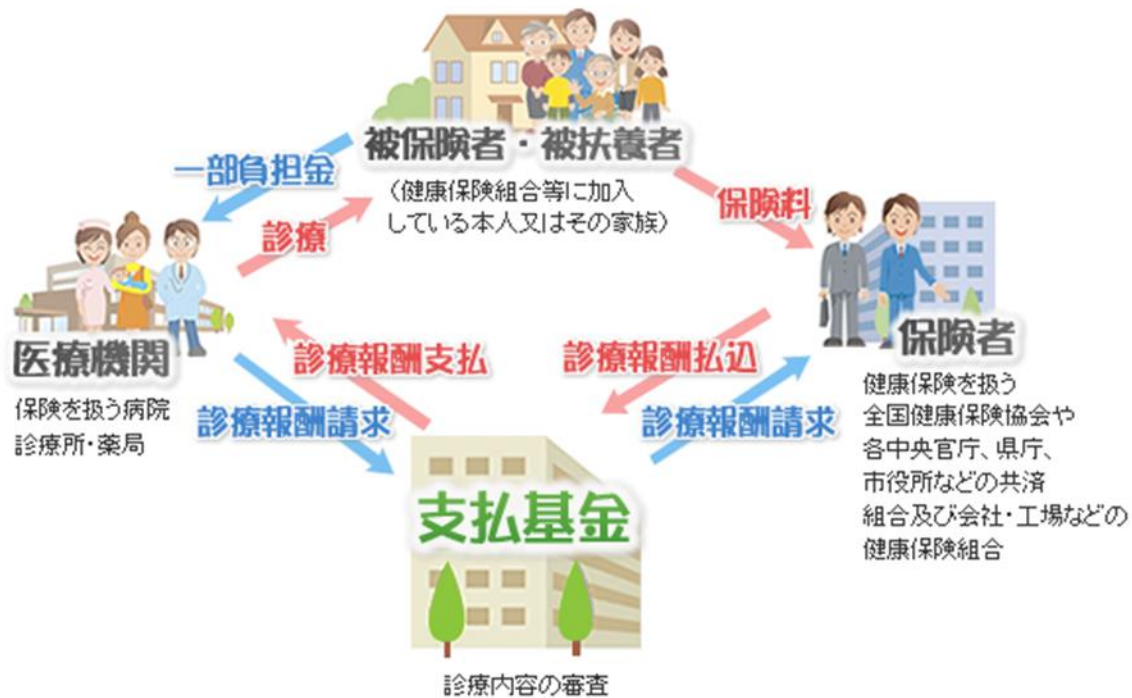 被保険者・被扶養者
(健康保険組合等に加入
している本人又はその家族)
一部負担金
診療
保険料
医療機関
保険を扱う病院
診療所・薬局
保険者
健康保険を扱う
全国健康保険協会や
各中央官庁、県庁、
市役所などの共済
組合及び会社・工場などの
健康保険組合
診療報酬支払
診療報酬請求
診療報酬払込
診療報酬請求
支払基金
診療内容の審査